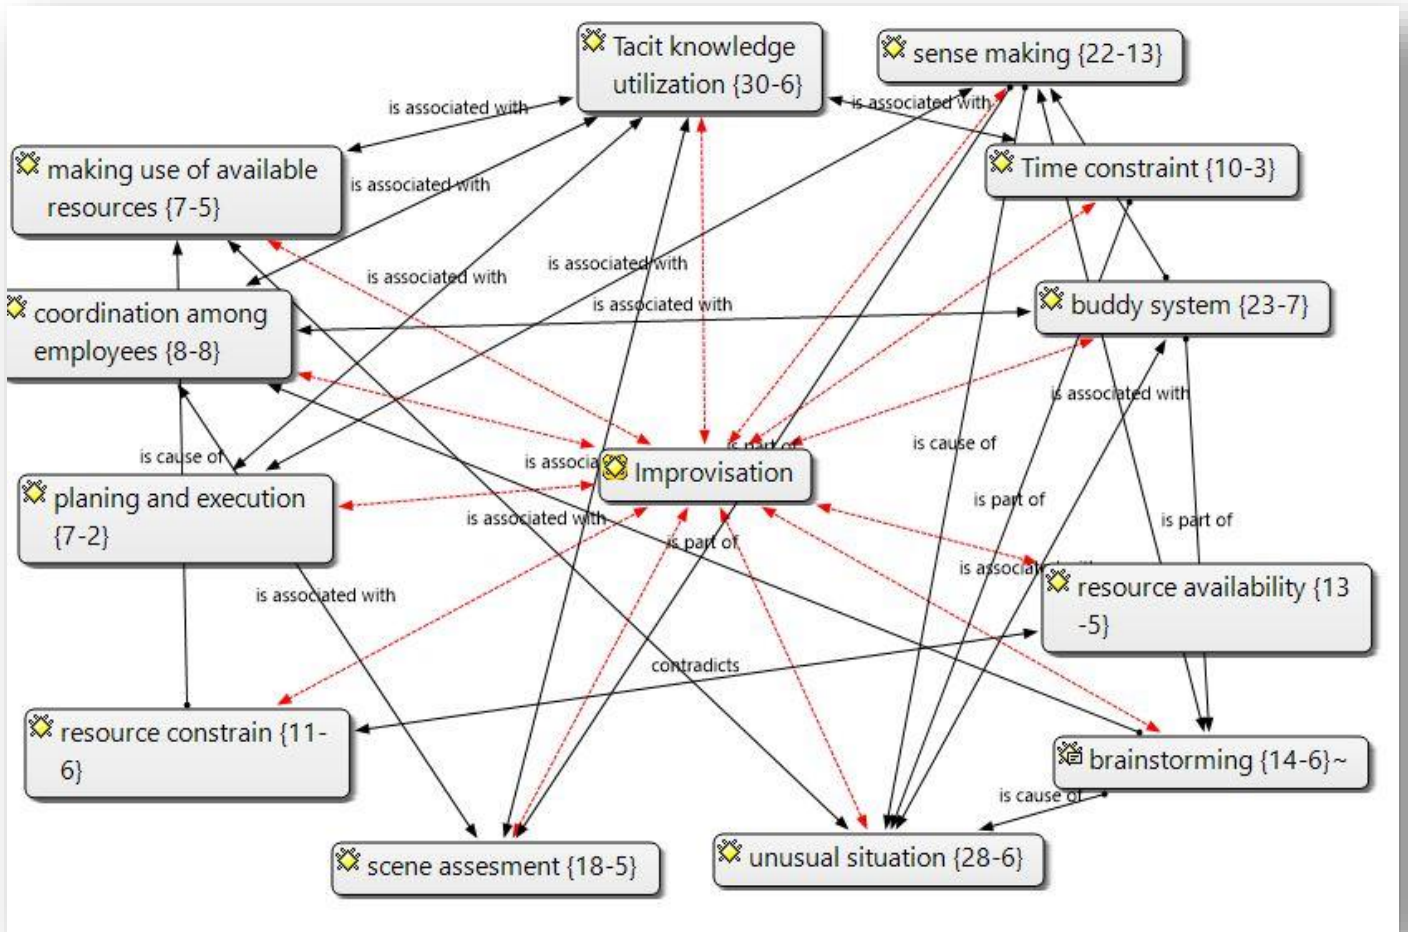 Tacit knowledge
utilization {30-6}
sense making {22-13}
is associated with
is associated with
making use of available
resources {7-5}
Time constraint {10-3}
is associated with
is associated with
is associated with
is associated with
coordination among
employees {8-8}
buddy system {23-7}
is associated with
is cause of
is cause of
is part of
is associa
Improvisation
planing and execution
{7-2}
is part of
is associated with
is part of
is part of
is associated with
is associated with
resource availability {13
-5}
contradicts
resource constrain {11-
6}
brainstorming {14-6}~
is cause of
scene assesment {18-5}
unusual situation {28-6}